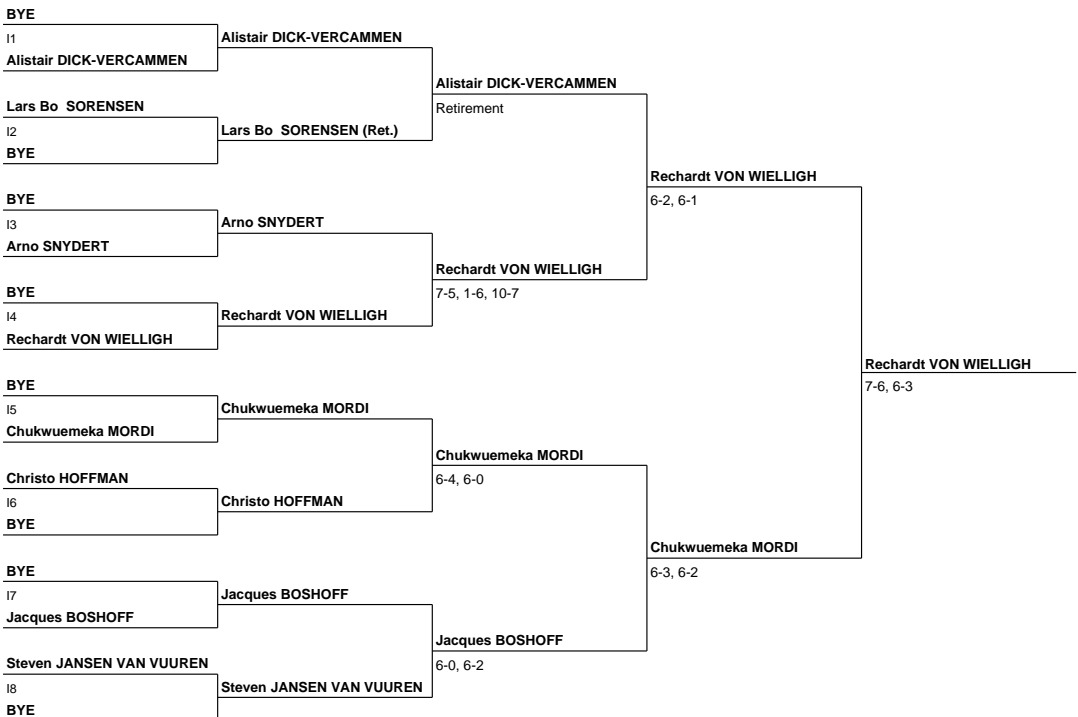 BYE
I1
Alistair DICK-VERCAMMEN
Lars Bo  SORENSEN
I2
BYE
BYE
I3
Arno SNYDERT
BYE
I4
Rechardt VON WIELLIGH
BYE
I5
Chukwuemeka MORDI
Christo HOFFMAN
I6
BYE
BYE
I7
Jacques BOSHOFF
Steven JANSEN VAN VUUREN
I8
BYE
Alistair DICK-VERCAMMEN
Lars Bo  SORENSEN (Ret.)
Arno SNYDERT
Rechardt VON WIELLIGH
Chukwuemeka MORDI
Christo HOFFMAN
Jacques BOSHOFF
Steven JANSEN VAN VUUREN
Alistair DICK-VERCAMMEN
Retirement
Rechardt VON WIELLIGH
7-5, 1-6, 10-7
Chukwuemeka MORDI
6-4, 6-0
Jacques BOSHOFF
6-0, 6-2
Rechardt VON WIELLIGH
6-2, 6-1
Chukwuemeka MORDI
6-3, 6-2
Rechardt VON WIELLIGH
7-6, 6-3